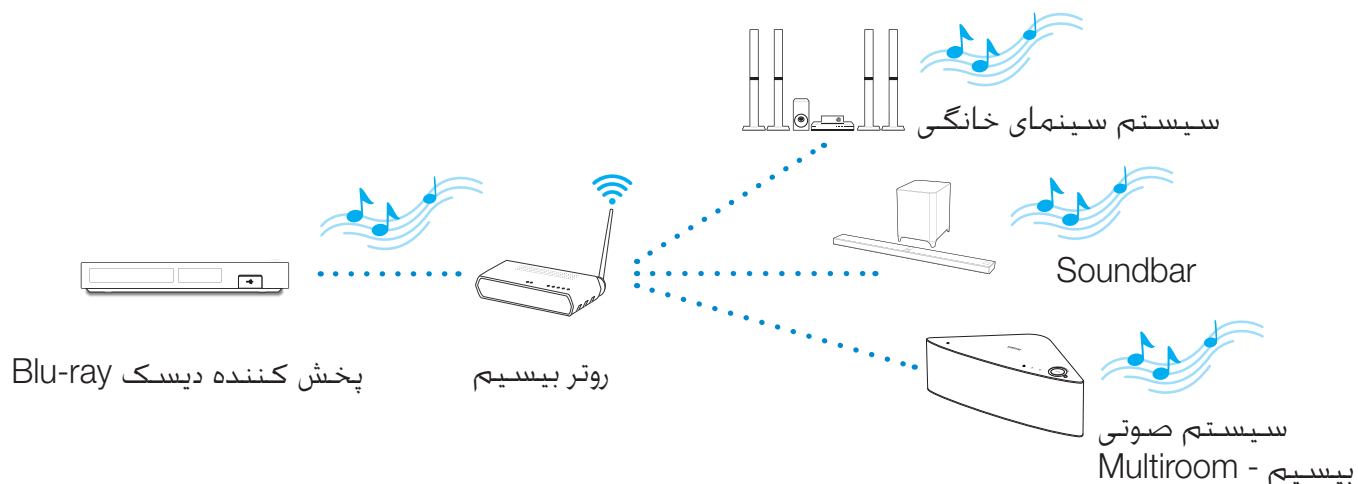 سیستم سینمای خانگی
Soundbar
پخش کننده دیسک Blu-ray
روتر بیسیم
سیستم صوتی
بیسیم - Multiroom